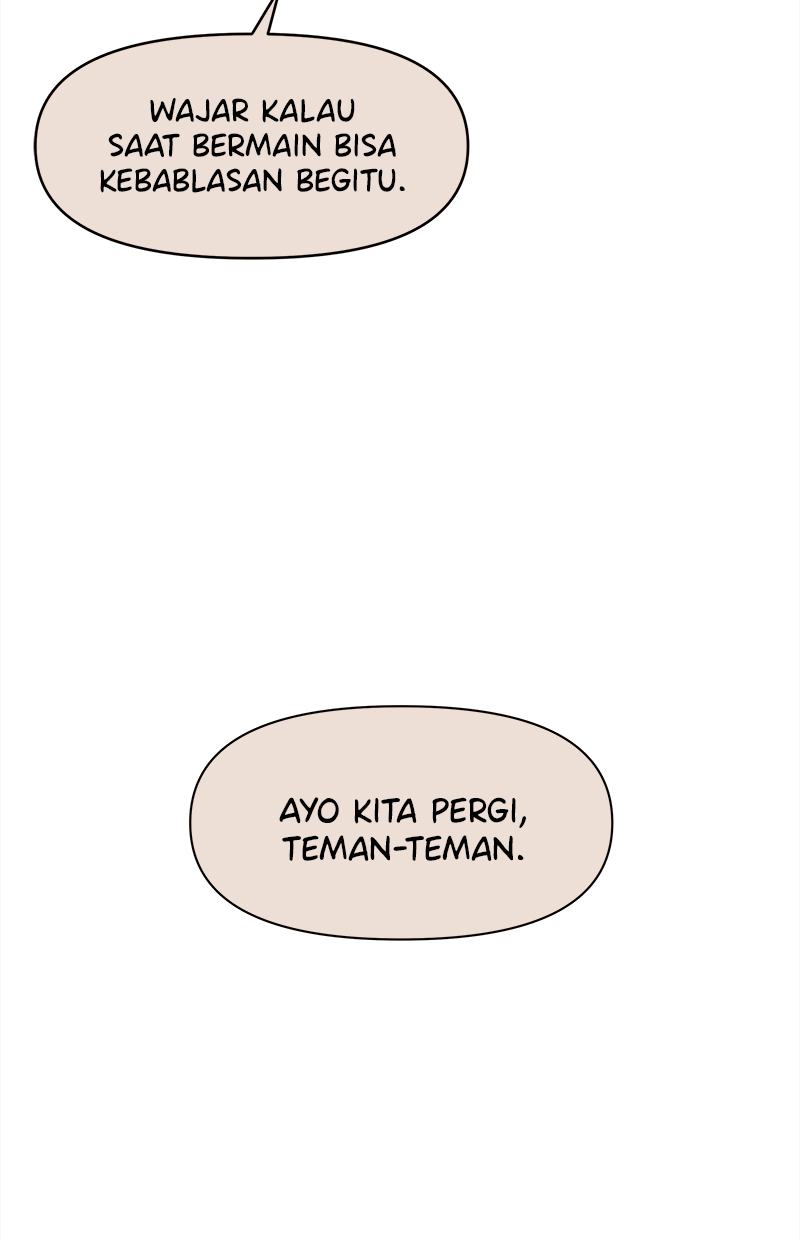 WAJAR KALAU
SAAT BERMAIN BISA
KEBABLASAN BEGITU.
AYO KITA PERGI,
TEMAN-TEMAN.